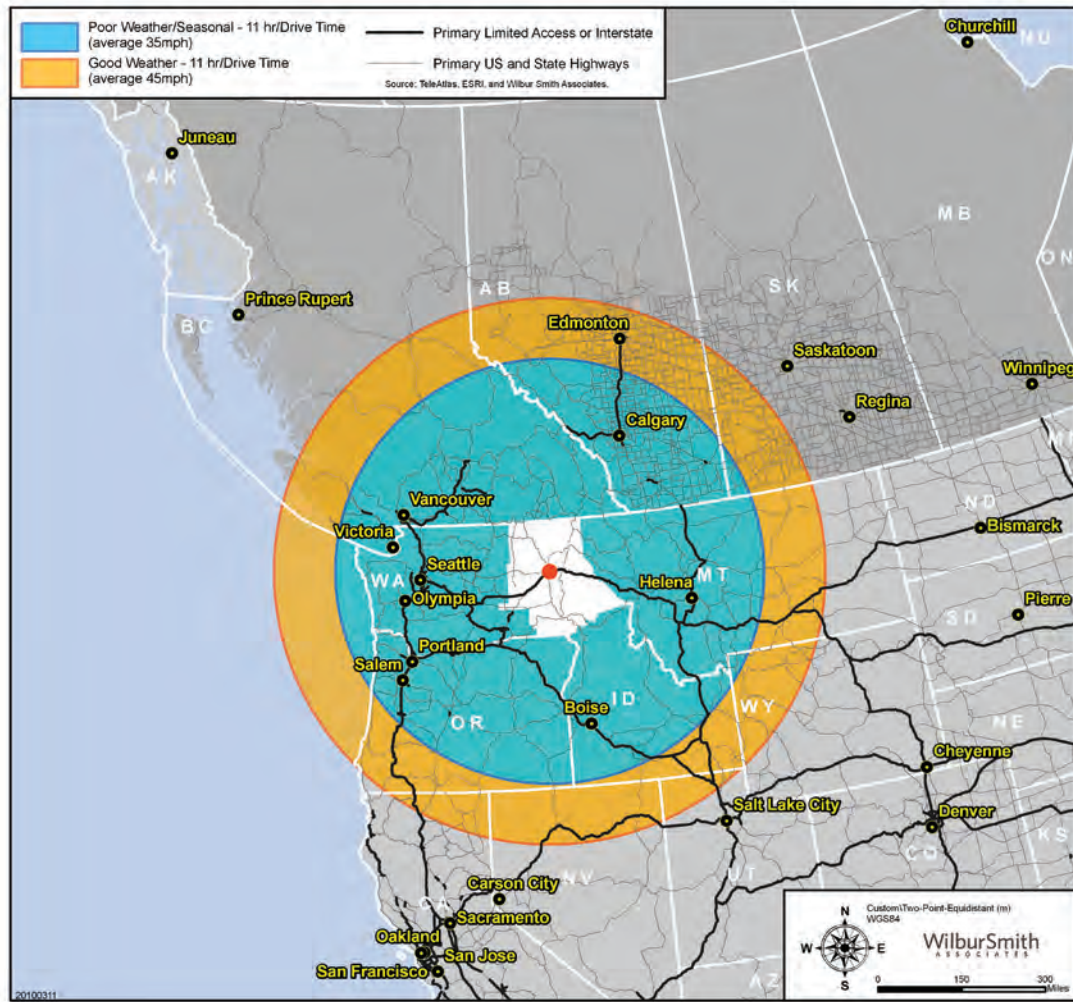 Poor Weather/Seasonal - 11 hr/Drive Time
(average 35mph)
Good Weather - 11 hr/Drive Time
(average 45mph)
Primary Limited Access or Interstate
Primary US and State Highways
Source: TeleAtlas, ESRI, and Wilbur Smith Associates.
Churchill
NU
Juneau
AK
MB
ON
Prince Rupert
BC
AB
SK
Edmonton
Saskatoon
Winnipeg
Regina
Calgary
Vancouver
ND
Bismarck
Victoria
Seattle
WA
Helena
MT
Olympia
Pierre
SD
Portland
Salem
ID
WY
Boise
OR
NE
Cheyenne
Salt Lake City
Denver
KS
CO
UT
NV
Carson City
CA
Sacramento
Oakland
San Jose
San Francisco
AZ
Custom\Two-Point-Equidistant (m)
WGS84
N
W
E
S
WilburSmith
ASSOCIATES
0 150 300
Miles
20100311